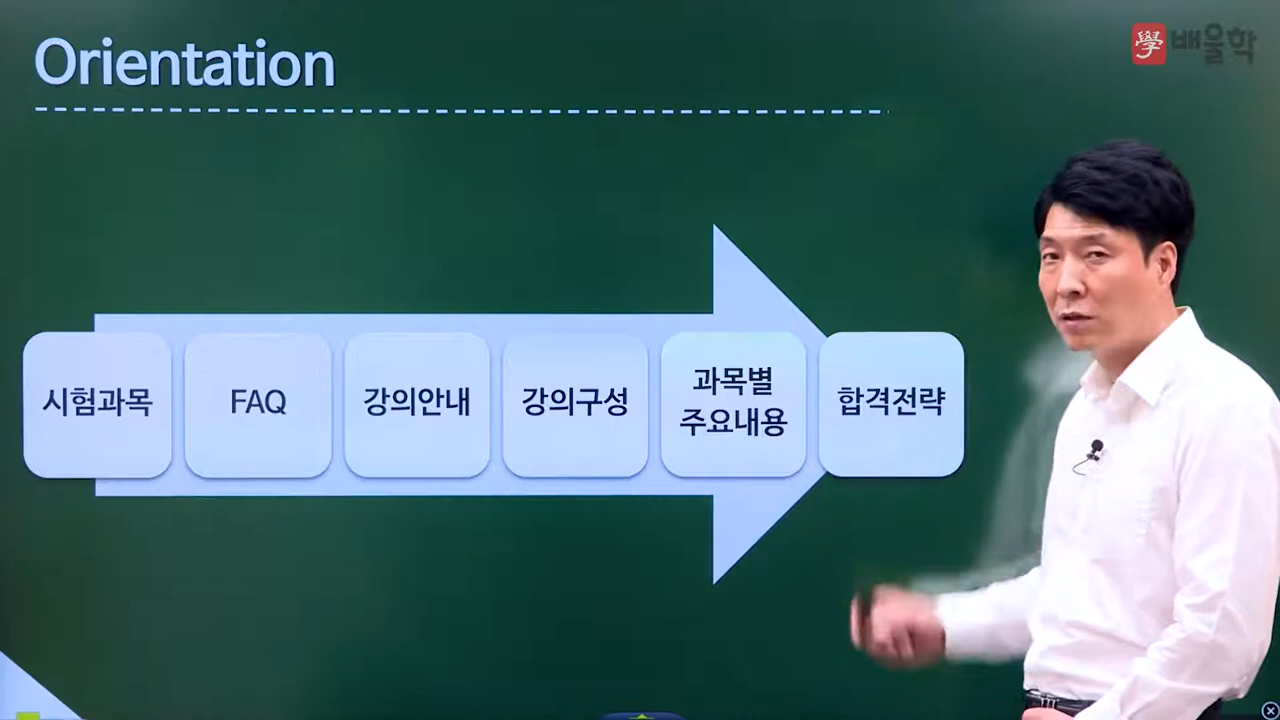 Orientation
學 배울학
시험과목
FAQ
강의안내
강의구성
과목별
주요내용
합격전략